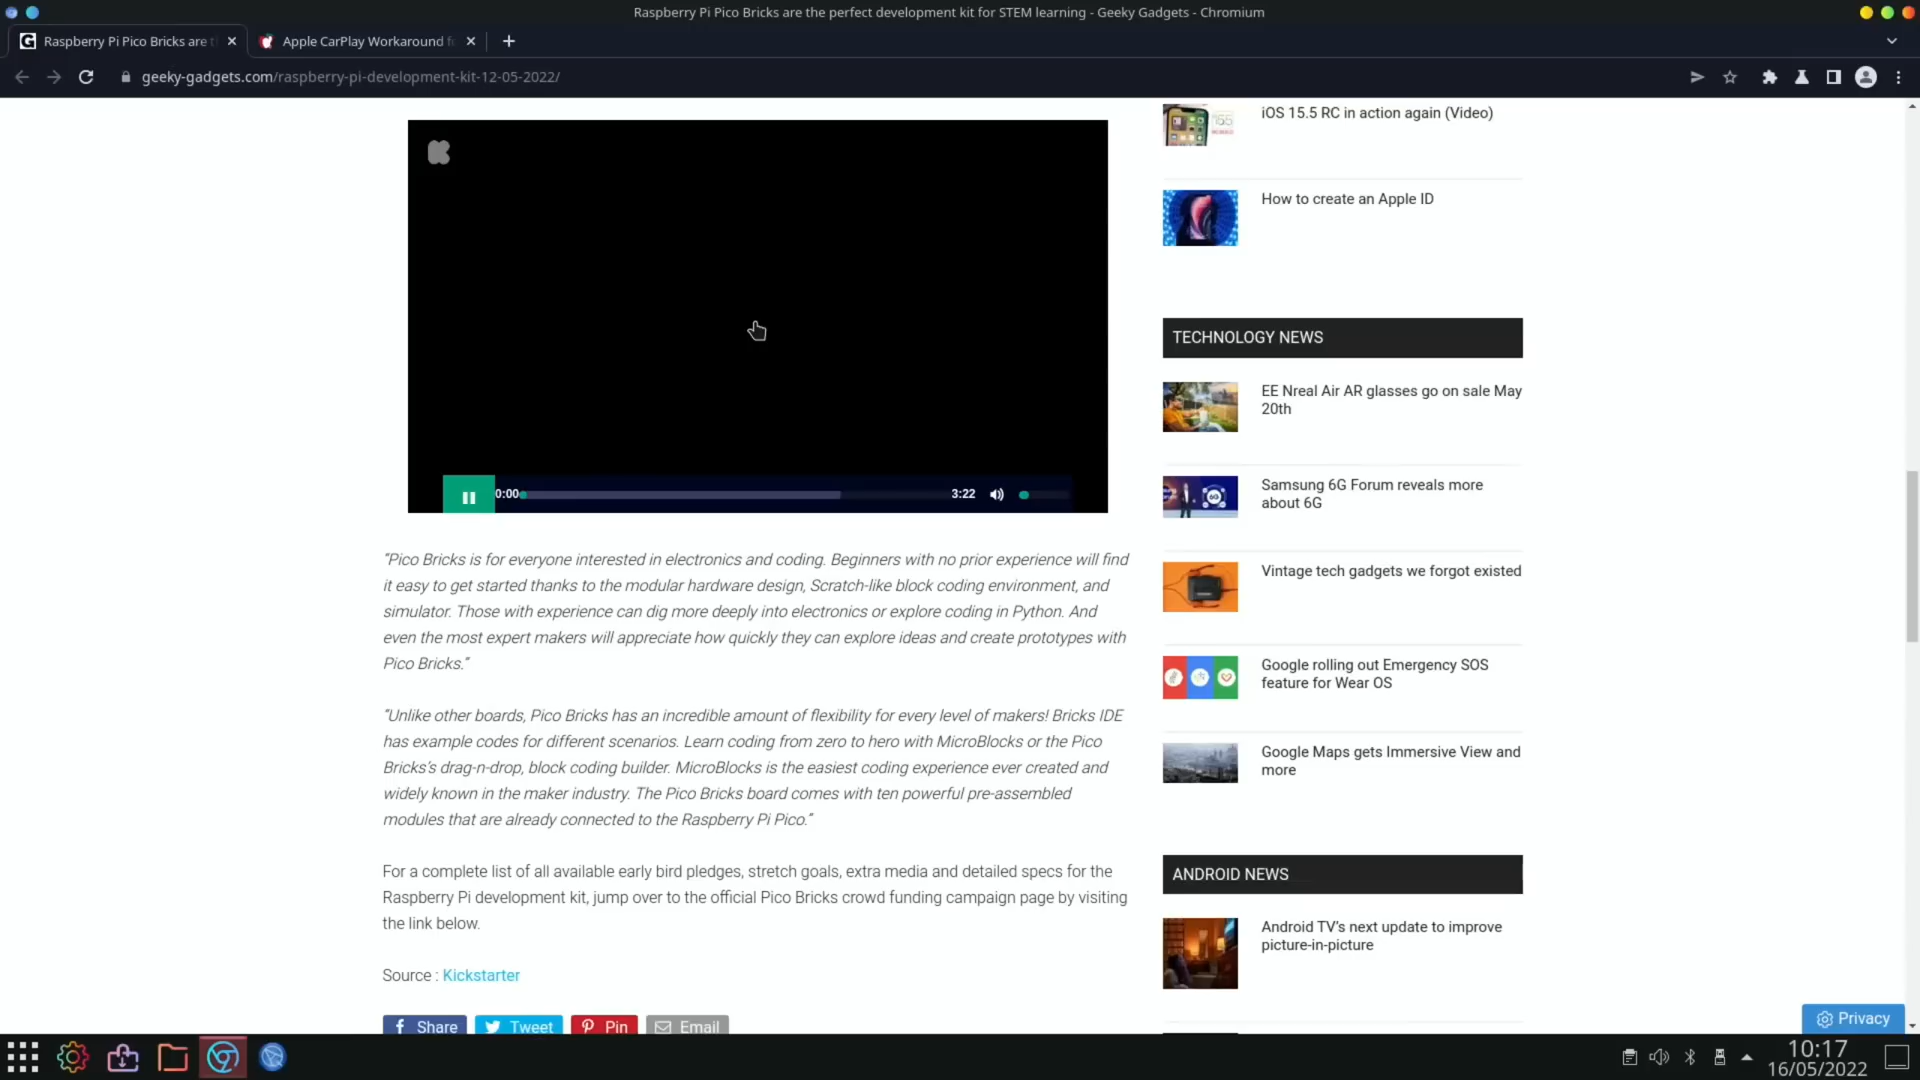 Raspberry Pi Pico Bricks are the perfect development kit for STEM learning - Geeky Gadgets - Chromium
Raspberry Pi Pico Bricks are t
Apple CarPlay Workaround f
geeky-gadgets.com/raspberry-pi-development-kit-12-05-2022/
0:00
3:22
“Pico Bricks is for everyone interested in electronics and coding. Beginners with no prior experience will find
it easy to get started thanks to the modular hardware design, Scratch-like block coding environment, and
simulator. Those with experience can dig more deeply into electronics or explore coding in Python. And
even the most expert makers will appreciate how quickly they can explore ideas and create prototypes with
Pico Bricks.”
“Unlike other boards, Pico Bricks has an incredible amount of flexibility for every level of makers! Bricks IDE
has example codes for different scenarios. Learn coding from zero to hero with MicroBlocks or the Pico
Bricks’s drag-n-drop, block coding builder. MicroBlocks is the easiest coding experience ever created and
widely known in the maker industry. The Pico Bricks board comes with ten powerful pre-assembled
modules that are already connected to the Raspberry Pi Pico.”
For a complete list of all available early bird pledges, stretch goals, extra media and detailed specs for the
Raspberry Pi development kit, jump over to the official Pico Bricks crowd funding campaign page by visiting
the link below.
Source : Kickstarter
Share
Tweet
Pin
Email
iOS 15.5 RC in action again (Video)
How to create an Apple ID
TECHNOLOGY NEWS
EE Nreal Air AR glasses go on sale May
20th
Samsung 6G Forum reveals more
about 6G
Vintage tech gadgets we forgot existed
Google rolling out Emergency SOS
feature for Wear OS
Google Maps gets Immersive View and
more
ANDROID NEWS
Android TV’s next update to improve
picture-in-picture
Privacy
10:17
16/05/2022